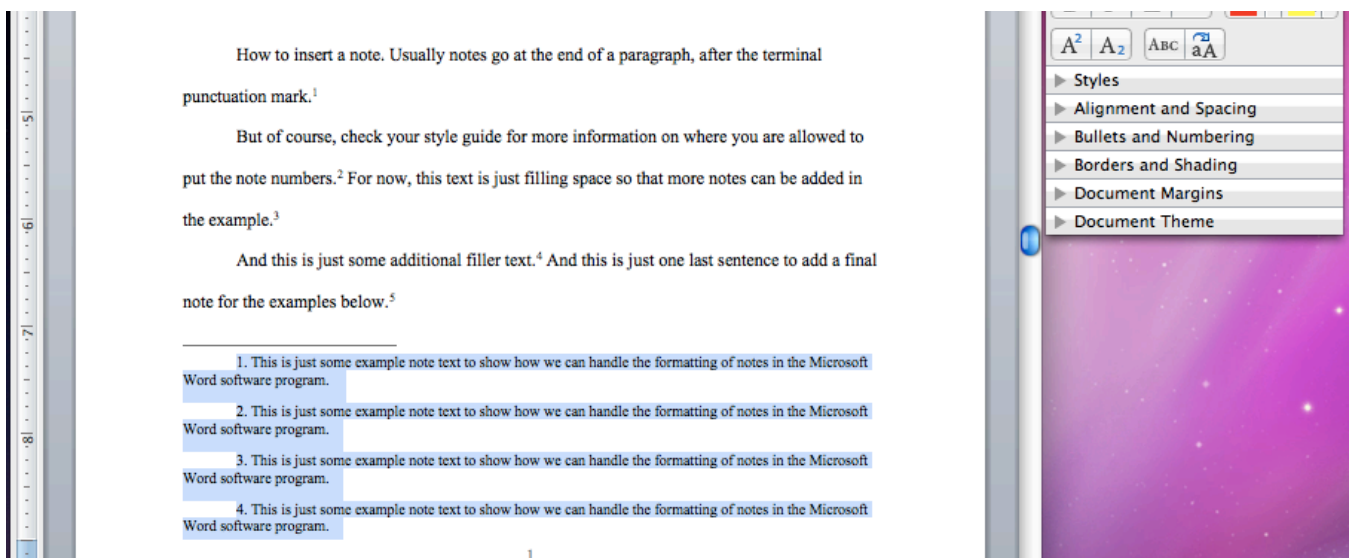 How to insert a note. Usually notes go at the end of a paragraph, after the terminal
punctuation mark.1
But of course, check your style guide for more information on where you are allowed to
put the note numbers.2 For now, this text is just filling space so that more notes can be added in
the example.3
And this is just some additional filler text.4 And this is just one last sentence to add a final
note for the examples below.5
1. This is just some example note text to show how we can handle the formatting of notes in the Microsoft
Word software program.
2. This is just some example note text to show how we can handle the formatting of notes in the Microsoft
Word software program.
3. This is just some example note text to show how we can handle the formatting of notes in the Microsoft
Word software program.
4. This is just some example note text to show how we can handle the formatting of notes in the Microsoft
Word software program.
1
5
6
7
8
A2 A2 ABC aA
Styles
Alignment and Spacing
Bullets and Numbering
Borders and Shading
Document Margins
Document Theme